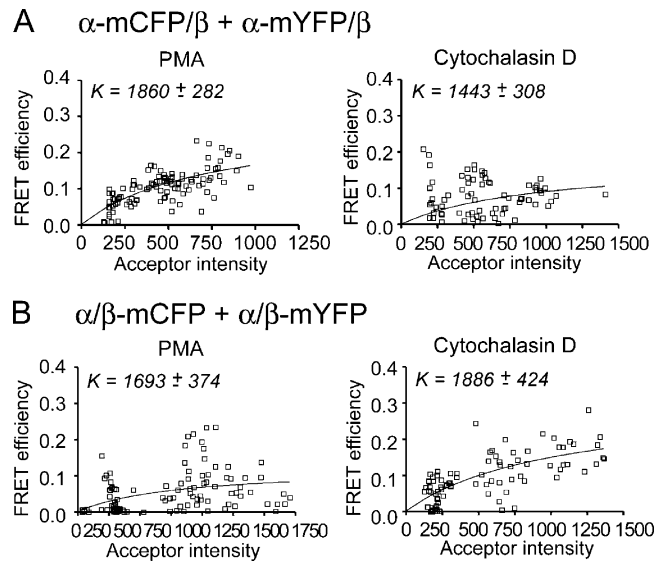 A α-mCFP/β + α-mYFP/β
PMA
Cytochalasin D
K = 1860 ± 282
K = 1443 ± 308
FRET efficiency
0.4
0.3
0.2
0.1
0.0
0 250 500 750 1000 1250
Acceptor intensity
FRET efficiency
0.4
0.3
0.2
0.1
0.0
0 250 500 750 1000 1250 1500
Acceptor intensity
B α/β-mCFP + α/β-mYFP
PMA
Cytochalasin D
K = 1693 ± 374
K = 1886 ± 424
FRET efficiency
0.4
0.3
0.2
0.1
0.0
0 250 500 750 1000 1250 1500 1750
Acceptor intensity
FRET efficiency
0.4
0.3
0.2
0.1
0.0
0 250 500 750 1000 1250 1500
Acceptor intensity